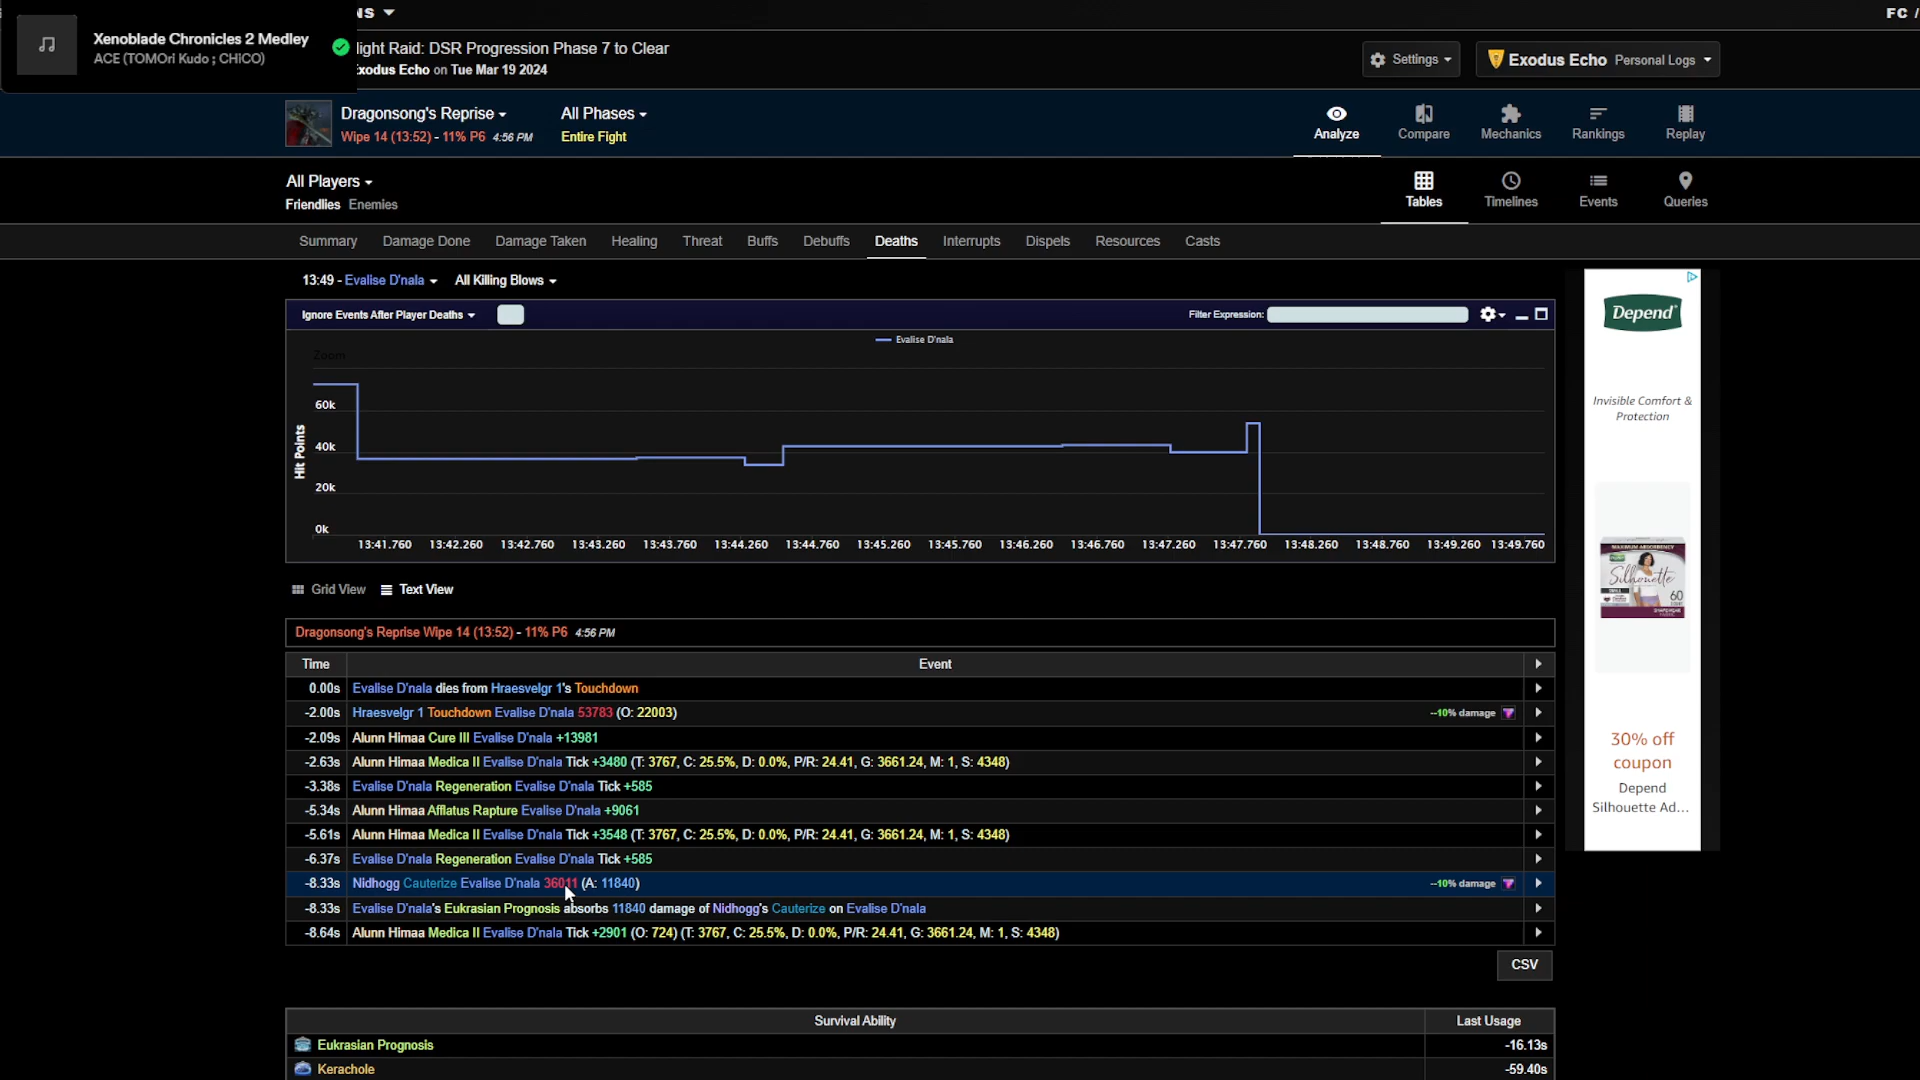 NS
FC /
Xenoblade Chronicles 2 Medley
ACE (TOMOri Kudo ; CHiCO)
light Raid: DSR Progression Phase 7 to Clear
Exodus Echo on Tue Mar 19 2024
Settings
Exodus Echo Personal Logs
Dragonsong's Reprise
Wipe 14 (13:52) - 11% P6 4:56 PM
All Phases
Entire Fight
Analyze
Compare
Mechanics
Rankings
Replay
All Players
Friendlies Enemies
Tables
Timelines
Events
Queries
Summary Damage Done Damage Taken Healing Threat Buffs Debuffs Deaths Interrupts Dispels Resources Casts
13:49 - Evalise D'nala All Killing Blows
Ignore Events After Player Deaths
Filter Expression:
Evalise D'nala
Zoom
Hit Points
60k
40k
20k
0k
13:41.760 13:42.260 13:42.760 13:43.260 13:43.760 13:44.260 13:44.760 13:45.260 13:45.760 13:46.260 13:46.760 13:47.260 13:47.760 13:48.260 13:48.760 13:49.260 13:49.760
Grid View Text View
Dragonsong's Reprise Wipe 14 (13:52) - 11% P6 4:56 PM
Time Event
0.00s Evalise D'nala dies from Hraesvelgr 1's Touchdown
-2.00s Hraesvelgr 1 Touchdown Evalise D'nala 53783 (O: 22003) --10% damage
-2.09s Alunn Himaa Cure III Evalise D'nala +13981
-2.63s Alunn Himaa Medica II Evalise D'nala Tick +3480 (T: 3767, C: 25.5%, D: 0.0%, P/R: 24.41, G: 3661.24, M: 1, S: 4348)
-3.38s Evalise D'nala Regeneration Evalise D'nala Tick +585
-5.34s Alunn Himaa Afflatus Rapture Evalise D'nala +9061
-5.61s Alunn Himaa Medica II Evalise D'nala Tick +3548 (T: 3767, C: 25.5%, D: 0.0%, P/R: 24.41, G: 3661.24, M: 1, S: 4348)
-6.37s Evalise D'nala Regeneration Evalise D'nala Tick +585
-8.33s Nidhogg Cauterize Evalise D'nala 36011 (A: 11840) --10% damage
-8.33s Evalise D'nala's Eukrasian Prognosis absorbs 11840 damage of Nidhogg's Cauterize on Evalise D'nala
-8.64s Alunn Himaa Medica II Evalise D'nala Tick +2901 (O: 724) (T: 3767, C: 25.5%, D: 0.0%, P/R: 24.41, G: 3661.24, M: 1, S: 4348)
CSV
Survival Ability Last Usage
Eukrasian Prognosis -16.13s
Kerachole -59.40s
Depend
Invisible Comfort &
Protection
MAXIMUM ABSORBENCY
Silhouette
60
30% off
coupon
Depend
Silhouette Ad...